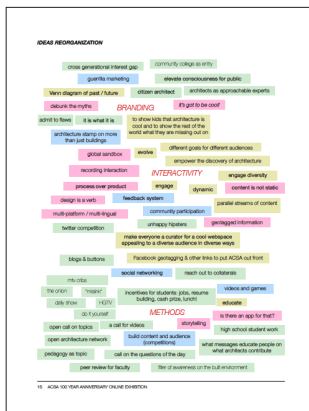 IDEAS REORGANIZATION
cross generational interest gap
community college as entry
guerilla marketing
elevate consciousness for public
Venn diagram of past / future
citizen architect
architects as approachable experts
debunk the myths
BRANDING
it's got to be cool!
admit to flaws
it is what it is
to show kids that architecture is
cool and to show the rest of the
world what they are missing out on
architecture stamp on more
than just buildings
different goals for different audiences
global sandbox
evolve
empower the discovery of architecture
recording interaction
INTERACTIVITY
engage diversity
process over product
engage
dynamic
content is not static
design is a verb
feedback system
parallel streams of content
multi-platform / multi-lingual
community participation
twitter competition
unhappy hipsters
geotagged information
make everyone a curator for a cool webspace
appealing to a diverse audience in diverse ways
blogs & buttons
Facebook geotagging & other links to put ACSA out front
social networking
reach out to collaterals
mtv cribs
the onion
daily show
HGTV
do it yourself
incentives for students: jobs, resume
building, cash prize, lunch!
videos and games
educate
METHODS
is there an app for that?
open call on topics
a call for videos
storytelling
high school student work
open architecture network
build content and audience
(competitions)
what messages educate people on
what architects contribute
pedagogy as topic
call on the questions of the day
peer review for faculty
filter of awareness on the built environment
15 ACSA 100 YEAR ANNIVERSARY ONLINE EXHIBITION